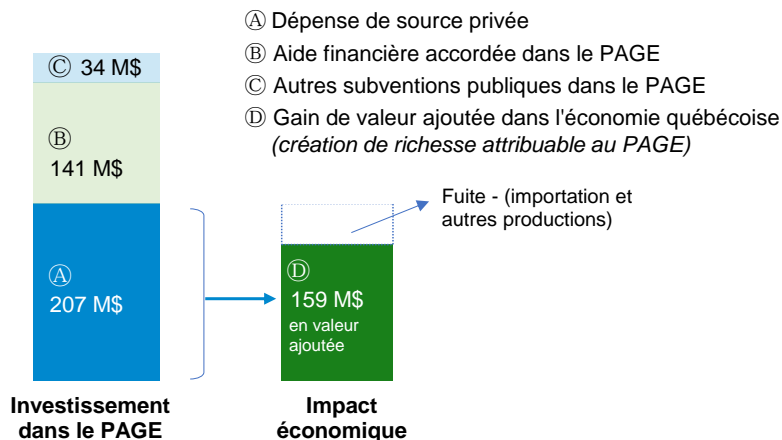 Ⓐ Dépense de source privée
Ⓑ Aide financière accordée dans le PAGE
Ⓒ Autres subventions publiques dans le PAGE
Ⓓ Gain de valeur ajoutée dans l'économie québécoise
(création de richesse attribuable au PAGE)
Ⓒ 34 M$
Ⓑ
141 M$
Ⓐ
207 M$
Fuite - (importation et
autres productions)
Ⓓ
159 M$
en valeur
ajoutée
Investissement
dans le PAGE
Impact
économique